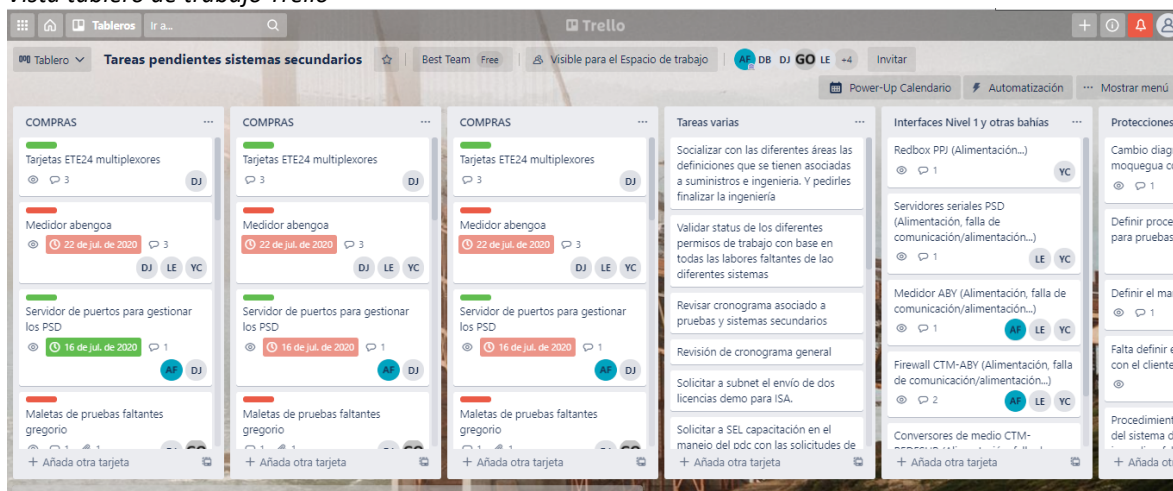 Vista tablero de trabajo Trello
Tableros Ir a... Trello
Tablero Tareas pendientes sistemas secundarios Best Team Free Visible para el Espacio de trabajo AF DB DJ GO LE +4 Invitar
Power-Up Calendario Automatización ... Mostrar menú
COMPRAS ...
Tarjetas ETE24 multiplexores
3
DJ
Medidor abengoa
22 de jul. de 2020 3
DJ LE YC
Servidor de puertos para gestionar
los PSD
16 de jul. de 2020 1
AF DJ
Maletas de pruebas faltantes
gregorio
+ Añada otra tarjeta
COMPRAS ...
Tarjetas ETE24 multiplexores
3
DJ
Medidor abengoa
22 de jul. de 2020 3
DJ LE YC
Servidor de puertos para gestionar
los PSD
16 de jul. de 2020 1
AF DJ
Maletas de pruebas faltantes
gregorio
+ Añada otra tarjeta
COMPRAS ...
Tarjetas ETE24 multiplexores
3
DJ
Medidor abengoa
22 de jul. de 2020 3
DJ LE YC
Servidor de puertos para gestionar
los PSD
16 de jul. de 2020 1
AF DJ
Maletas de pruebas faltantes
gregorio
+ Añada otra tarjeta
Tareas varias ...
Socializar con las diferentes áreas las
definiciones que se tienen asociadas
a suministros e ingenieria. Y pedirles
finalizar la ingeniería
Validar status de los diferentes
permisos de trabajo con base en
todas las labores faltantes de lao
diferentes sistemas
Revisar cronograma asociado a
pruebas y sistemas secundarios
Revisión de cronograma general
Solicitar a subnet el envío de dos
licencias demo para ISA.
Solicitar a SEL capacitación en el
manejo del pdc con las solicitudes de
+ Añada otra tarjeta
Interfaces Nivel 1 y otras bahías ...
Redbox PPJ (Alimentación...)
1
YC
Servidores seriales PSD
(Alimentación, falla de
comunicación/alimentación...)
1
LE YC
Medidor ABY (Alimentación, falla de
comunicación/alimentación...)
1
AF LE YC
Firewall CTM-ABY (Alimentación, falla
de comunicación/alimentación...)
2
AF LE YC
Conversores de medio CTM-
+ Añada otra tarjeta
Protecciones
Cambio diag
moquegua co
1
Definir proce
para pruebas
Definir el ma
1
Falta definir e
con el cliente
Procedimient
del sistema d
+ Añada ot